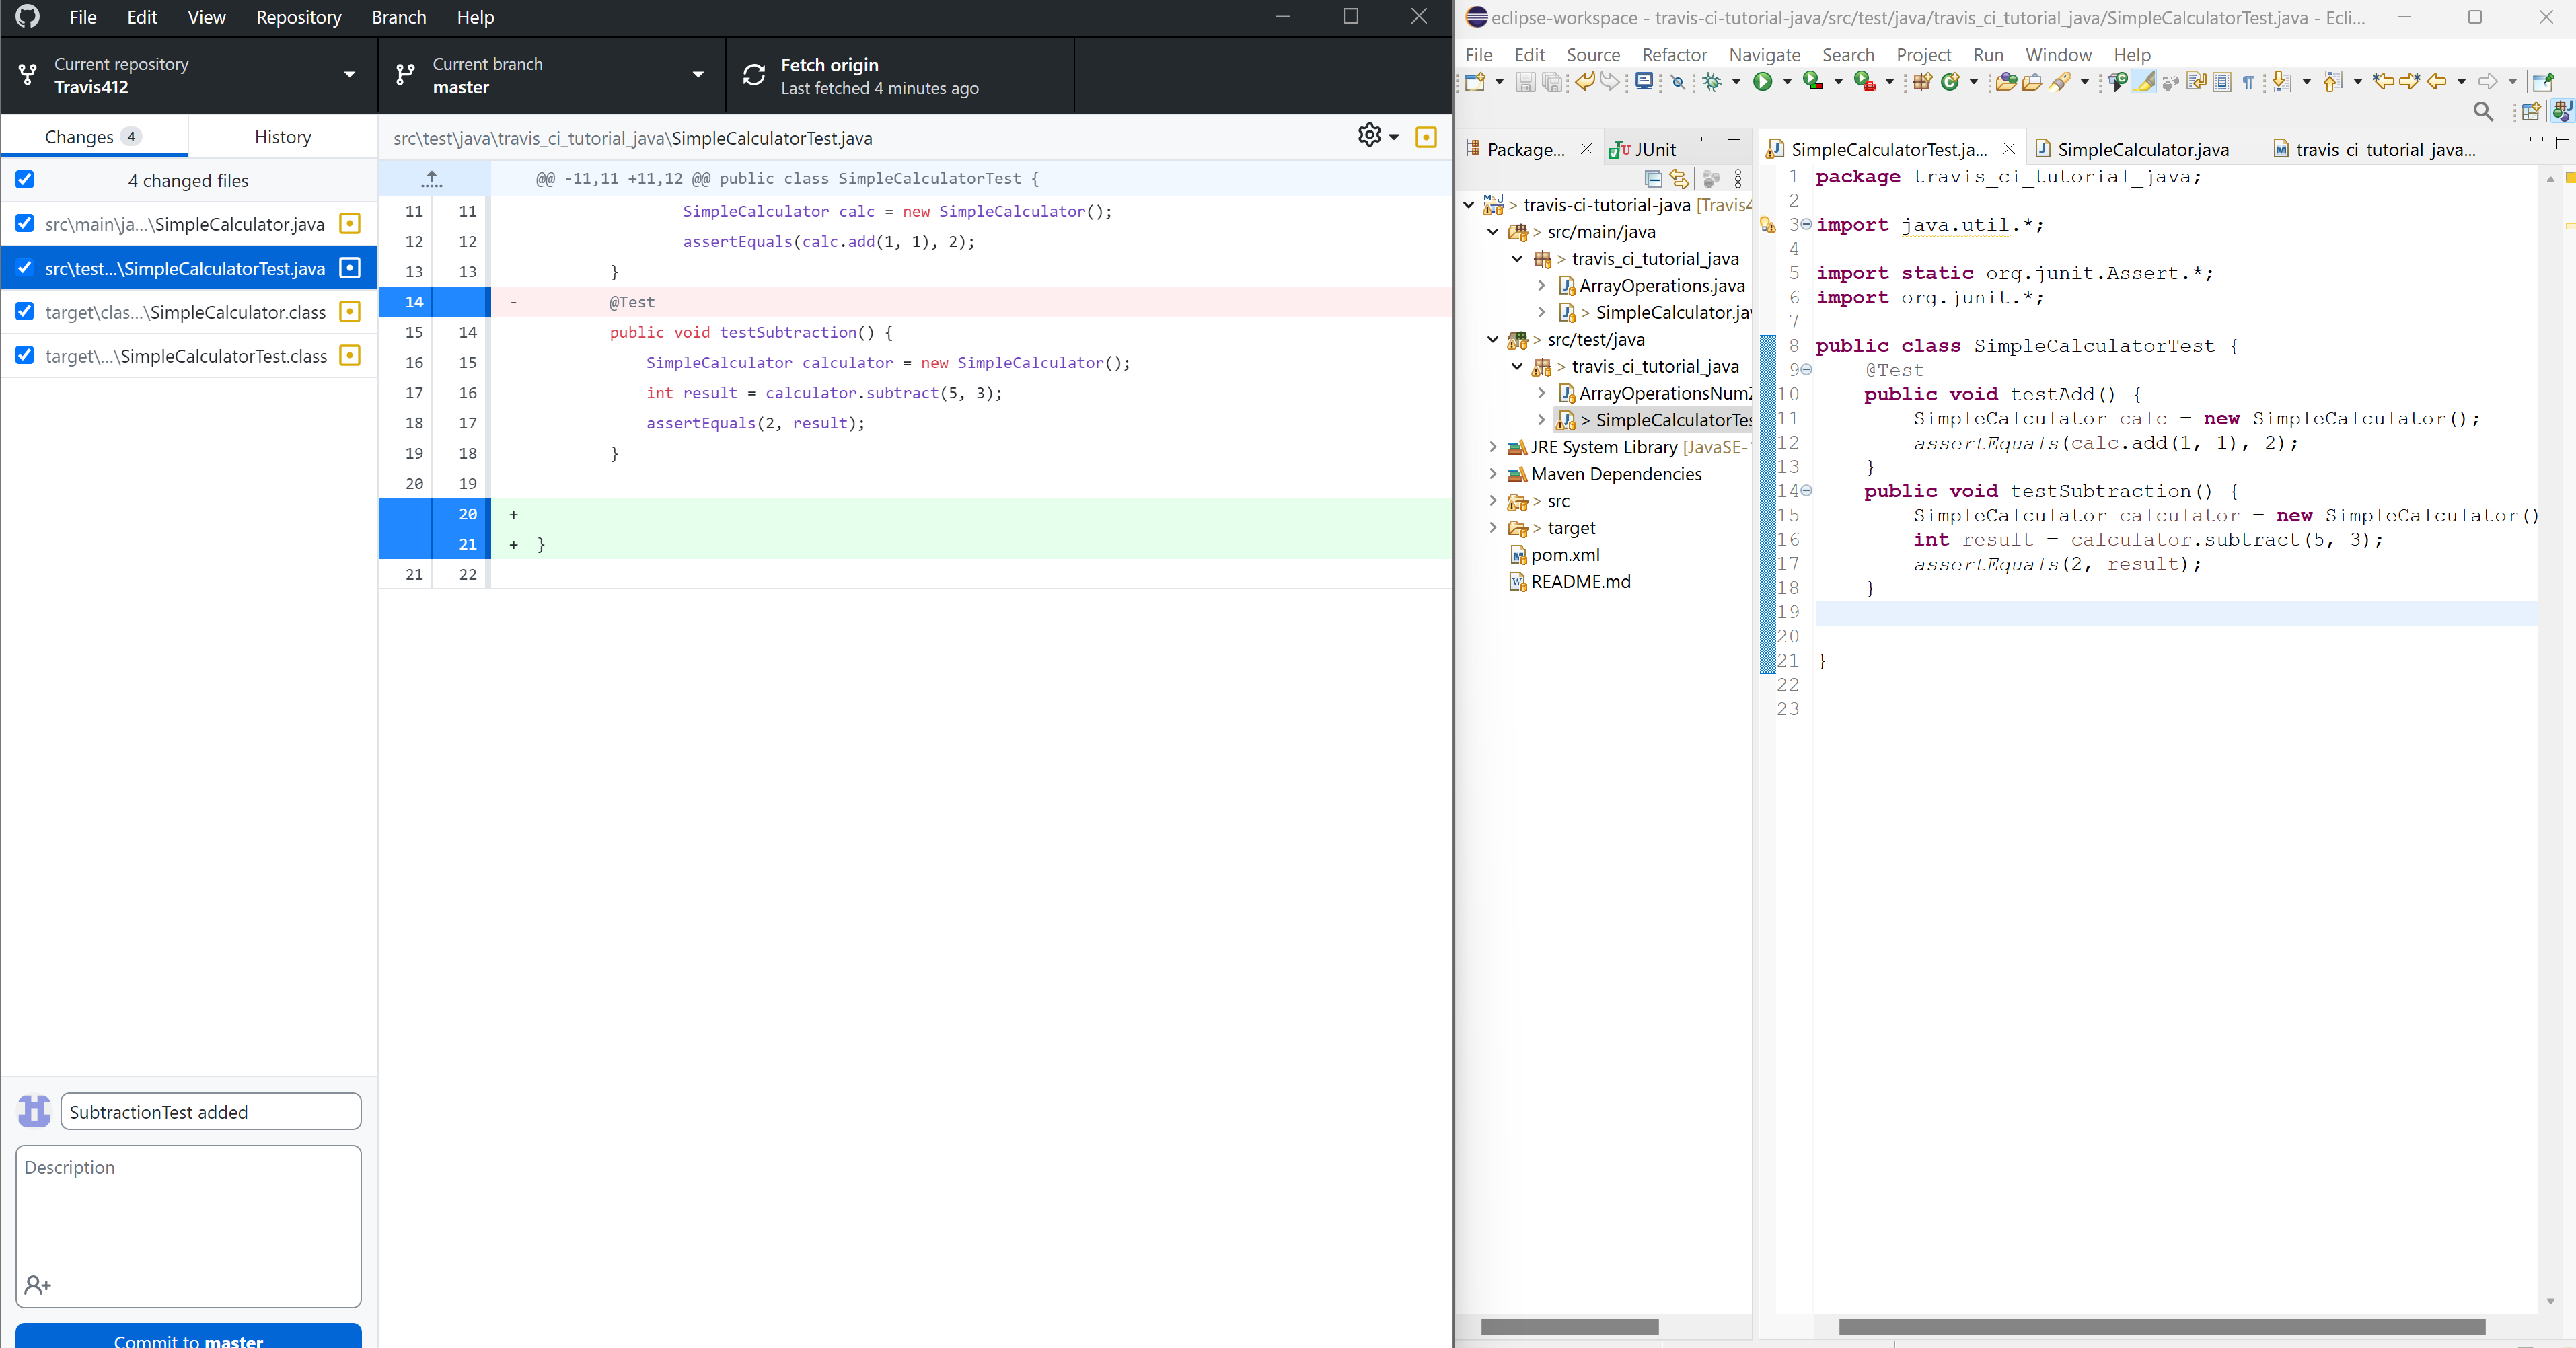 File Edit View Repository Branch Help
Current repository
Travis412
Current branch
master
Fetch origin
Last fetched 4 minutes ago
Changes 4
History
4 changed files
src\main\ja...\SimpleCalculator.java
src\test...\SimpleCalculatorTest.java
target\clas...\SimpleCalculator.class
target\...\SimpleCalculatorTest.class
SubtractionTest added
Description
Commit to master
src\test\java\travis_ci_tutorial_java\SimpleCalculatorTest.java
@@ -11,11 +11,12 @@ public class SimpleCalculatorTest {
11 11 SimpleCalculator calc = new SimpleCalculator();
12 12 assertEquals(calc.add(1, 1), 2);
13 13 }
14 - @Test
15 14 public void testSubtraction() {
16 15 SimpleCalculator calculator = new SimpleCalculator();
17 16 int result = calculator.subtract(5, 3);
18 17 assertEquals(2, result);
19 18 }
20 19
20 +
21 + }
21 22
eclipse-workspace - travis-ci-tutorial-java/src/test/java/travis_ci_tutorial_java/SimpleCalculatorTest.java - Ecli...
File Edit Source Refactor Navigate Search Project Run Window Help
Package...
JUnit
> travis-ci-tutorial-java [Travis4
> src/main/java
> travis_ci_tutorial_java
ArrayOperations.java
> SimpleCalculator.jav
> src/test/java
> travis_ci_tutorial_java
ArrayOperationsNumZ
> SimpleCalculatorTes
JRE System Library [JavaSE-1
Maven Dependencies
> src
> target
pom.xml
README.md
SimpleCalculatorTest.ja...
SimpleCalculator.java
travis-ci-tutorial-java...
1 package travis_ci_tutorial_java;
2
3 import java.util.*;
4
5 import static org.junit.Assert.*;
6 import org.junit.*;
7
8 public class SimpleCalculatorTest {
9 @Test
10 public void testAdd() {
11 SimpleCalculator calc = new SimpleCalculator();
12 assertEquals(calc.add(1, 1), 2);
13 }
14 public void testSubtraction() {
15 SimpleCalculator calculator = new SimpleCalculator()
16 int result = calculator.subtract(5, 3);
17 assertEquals(2, result);
18 }
19
20
21 }
22
23